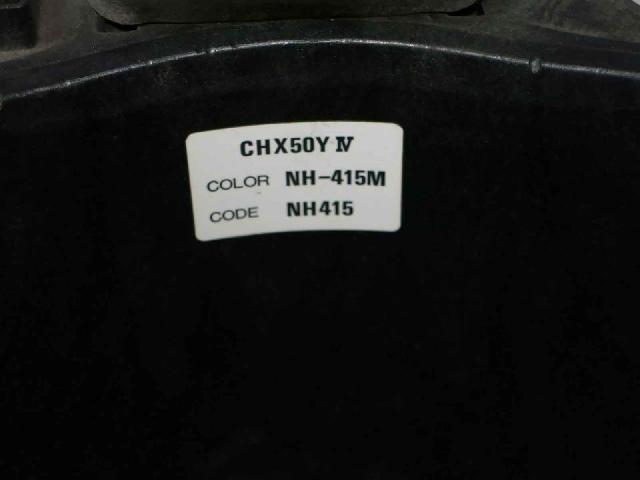 CHX50Y Ⅳ
COLOR NH-415M
CODE NH415